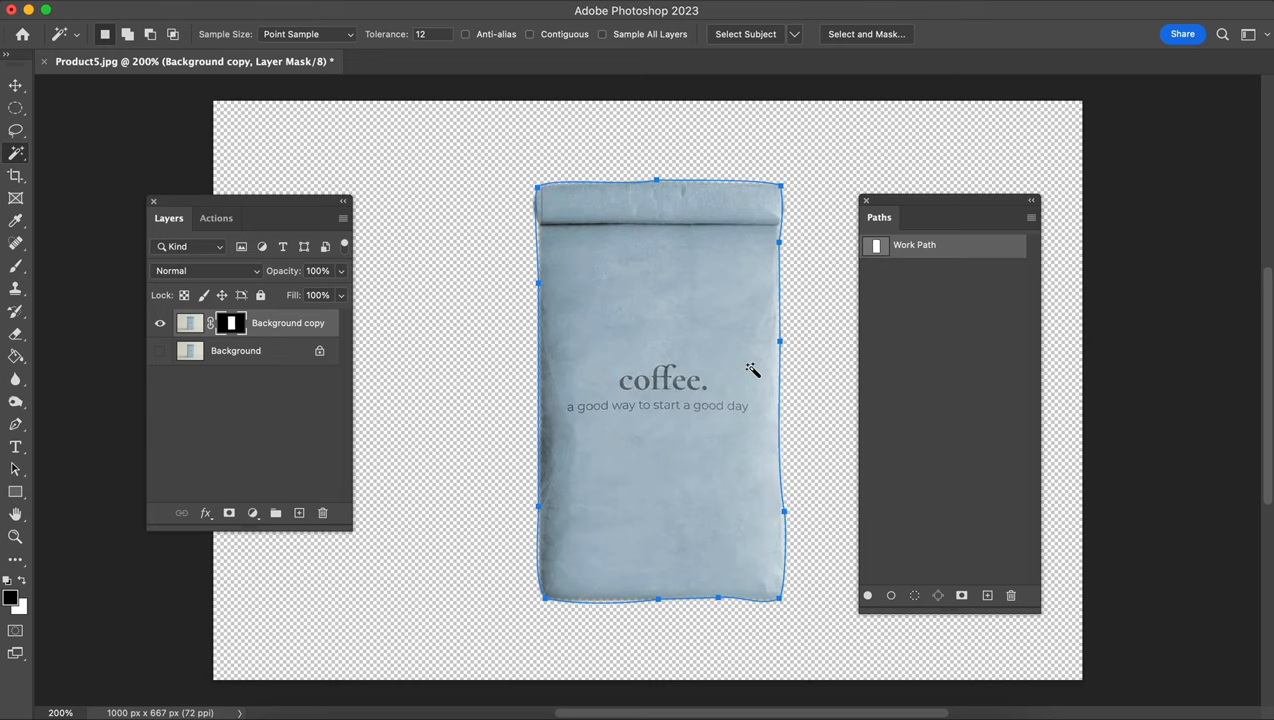 Adobe Photoshop 2023
Sample Size: Point Sample Tolerance: 12 Anti-alias Contiguous Sample All Layers Select Subject Select and Mask... Share
Product5.jpg @ 200% (Background copy, Layer Mask/8) *
Layers Actions
Kind
Normal Opacity: 100%
Lock: Fill: 100%
Background copy
Background
fx
coffee.
a good way to start a good day
Paths
Work Path
200% 1000 px x 667 px (72 ppi)